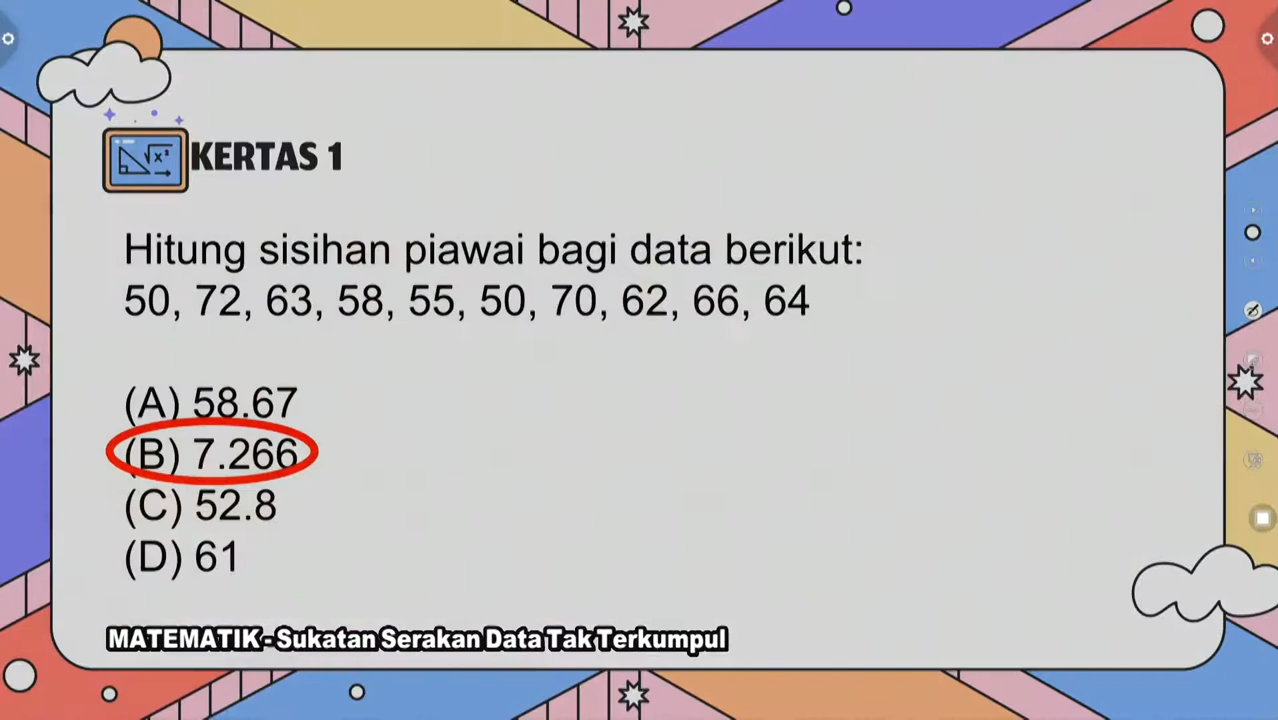 √x²
KERTAS 1
Hitung sisihan piawai bagi data berikut:
50, 72, 63, 58, 55, 50, 70, 62, 66, 64
(A) 58.67
(B) 7.266
(C) 52.8
(D) 61
MATEMATIK - Sukatan Serakan Data Tak Terkumpul